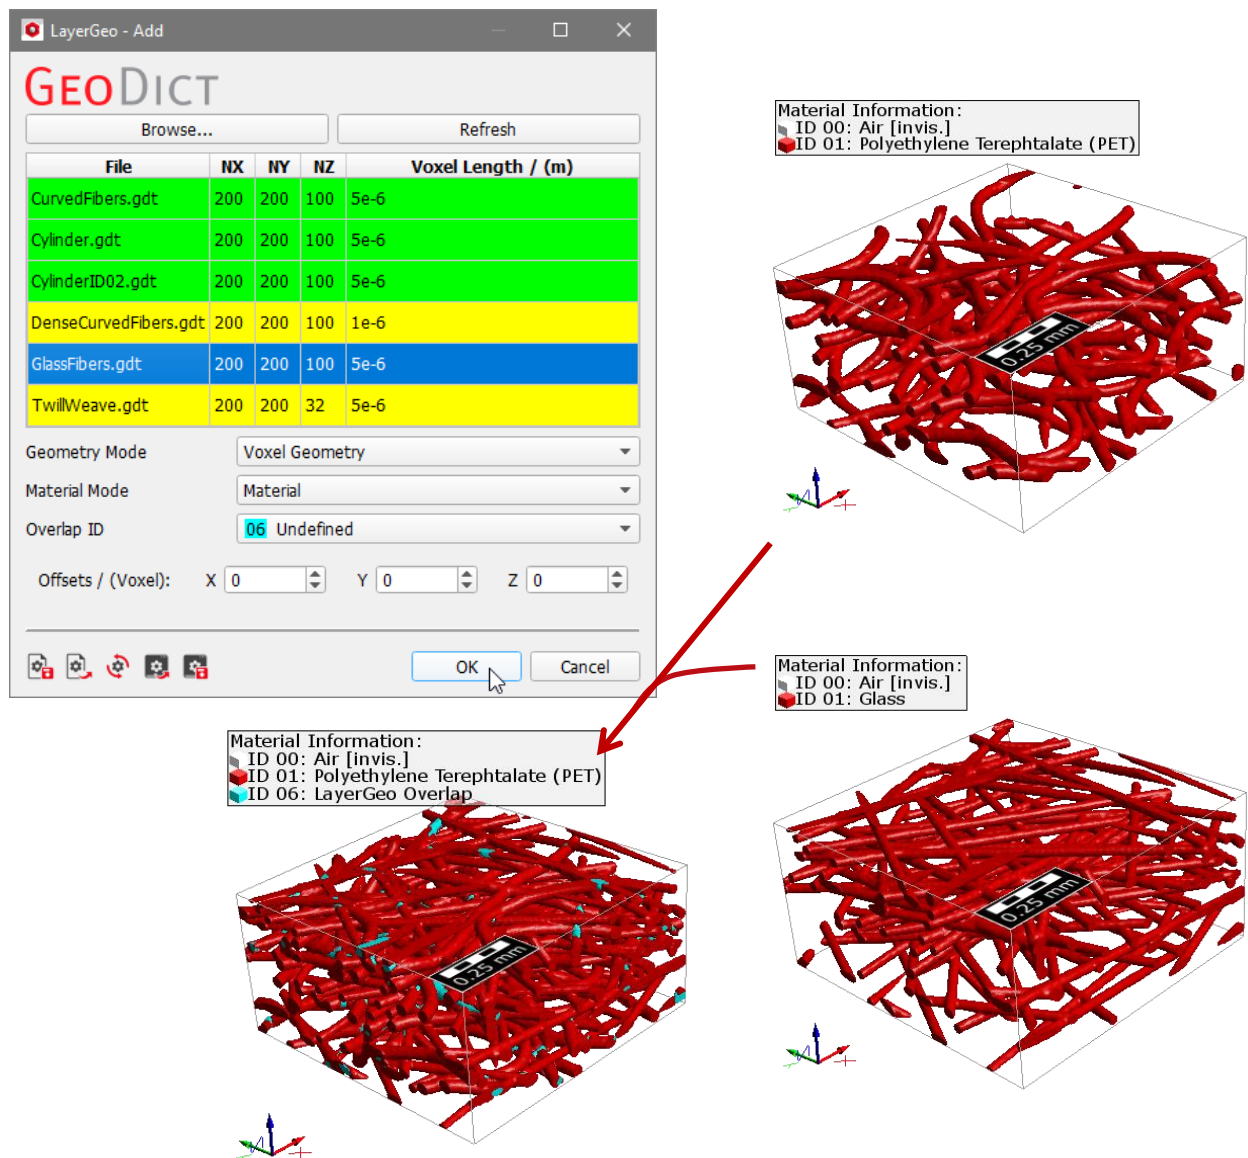 LayerGeo - Add
GEODICT
Browse... Refresh
File NX NY NZ Voxel Length / (m)
CurvedFibers.gdt 200 200 100 5e-6
Cylinder.gdt 200 200 100 5e-6
CylinderID02.gdt 200 200 100 5e-6
DenseCurvedFibers.gdt 200 200 100 1e-6
GlassFibers.gdt 200 200 100 5e-6
TwillWeave.gdt 200 200 32 5e-6
Geometry Mode Voxel Geometry
Material Mode Material
Overlap ID 06 Undefined
Offsets / (Voxel): X 0 Y 0 Z 0
OK Cancel
Material Information:
ID 00: Air [invis.]
ID 01: Polyethylene Terephtalate (PET)
0.25 mm
Material Information:
ID 00: Air [invis.]
ID 01: Glass
0.25 mm
Material Information:
ID 00: Air [invis.]
ID 01: Polyethylene Terephtalate (PET)
ID 06: LayerGeo Overlap
0.25 mm